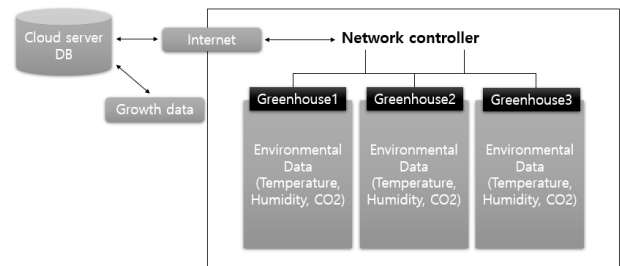 Cloud server
DB
Internet
Network controller
Growth data
Greenhouse1
Greenhouse2
Greenhouse3
Environmental
Data
(Temperature,
Humidity, CO2)
Environmental
Data
(Temperature,
Humidity, CO2)
Environmental
Data
(Temperature,
Humidity, CO2)